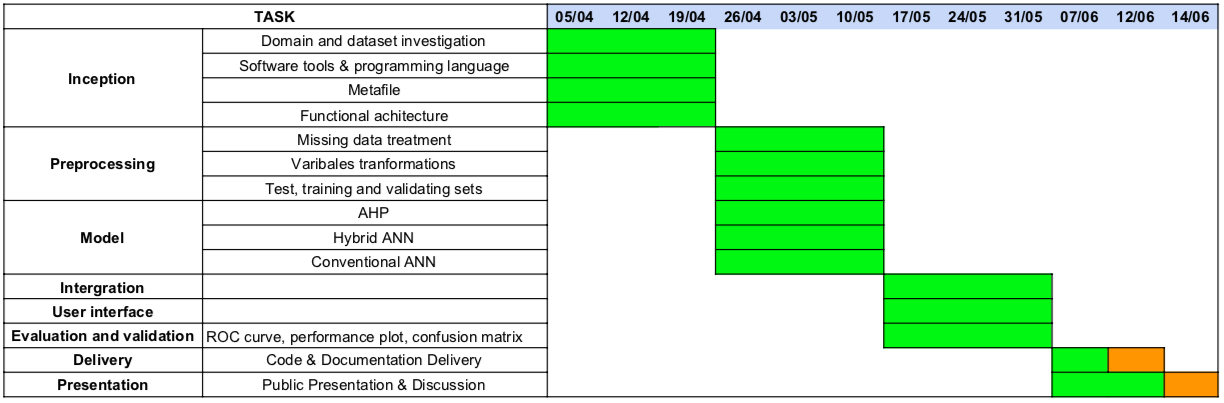 TASK 05/04 12/04 19/04 26/04 03/05 10/05 17/05 24/05 31/05 07/06 12/06 14/06
Inception
Domain and dataset investigation
Software tools & programming language
Metafile
Functional achitecture
Preprocessing
Missing data treatment
Varibales tranformations
Test, training and validating sets
Model
AHP
Hybrid ANN
Conventional ANN
Intergration
User interface
Evaluation and validation ROC curve, performance plot, confusion matrix
Delivery Code & Documentation Delivery
Presentation Public Presentation & Discussion